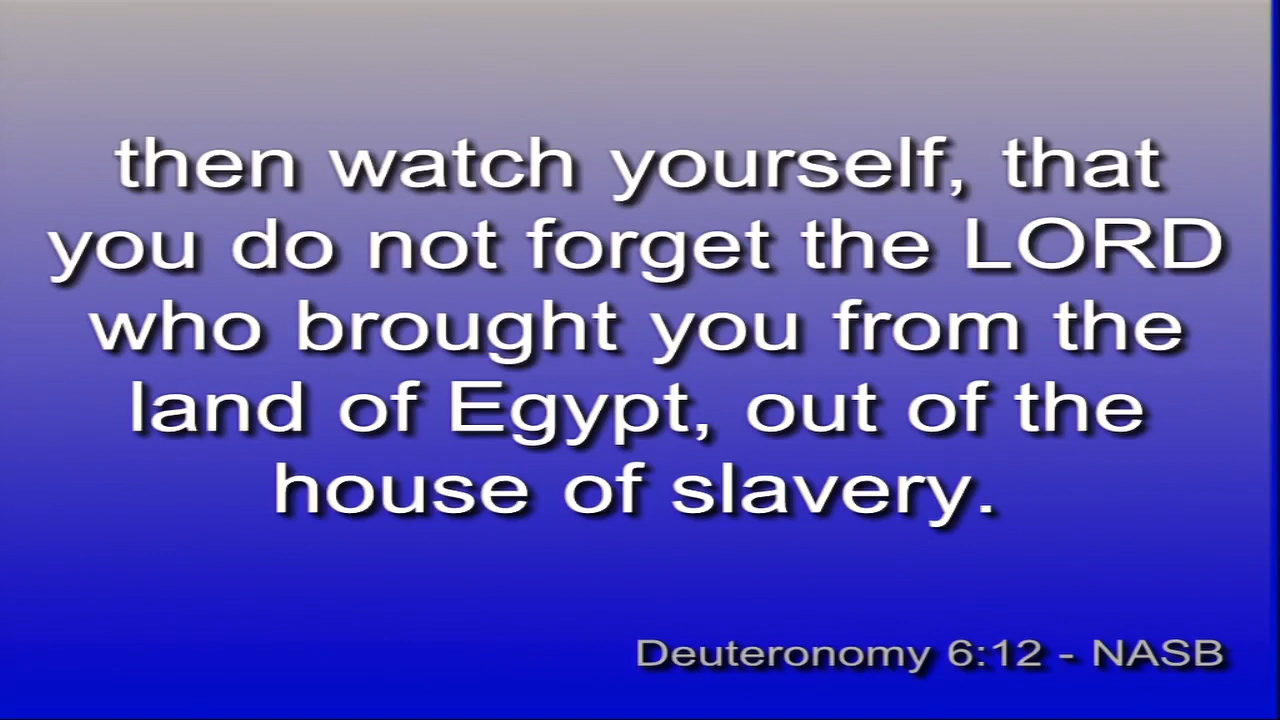 then watch yourself, that
you do not forget the LORD
who brought you from the
land of Egypt, out of the
house of slavery.
Deuteronomy 6:12 - NASB